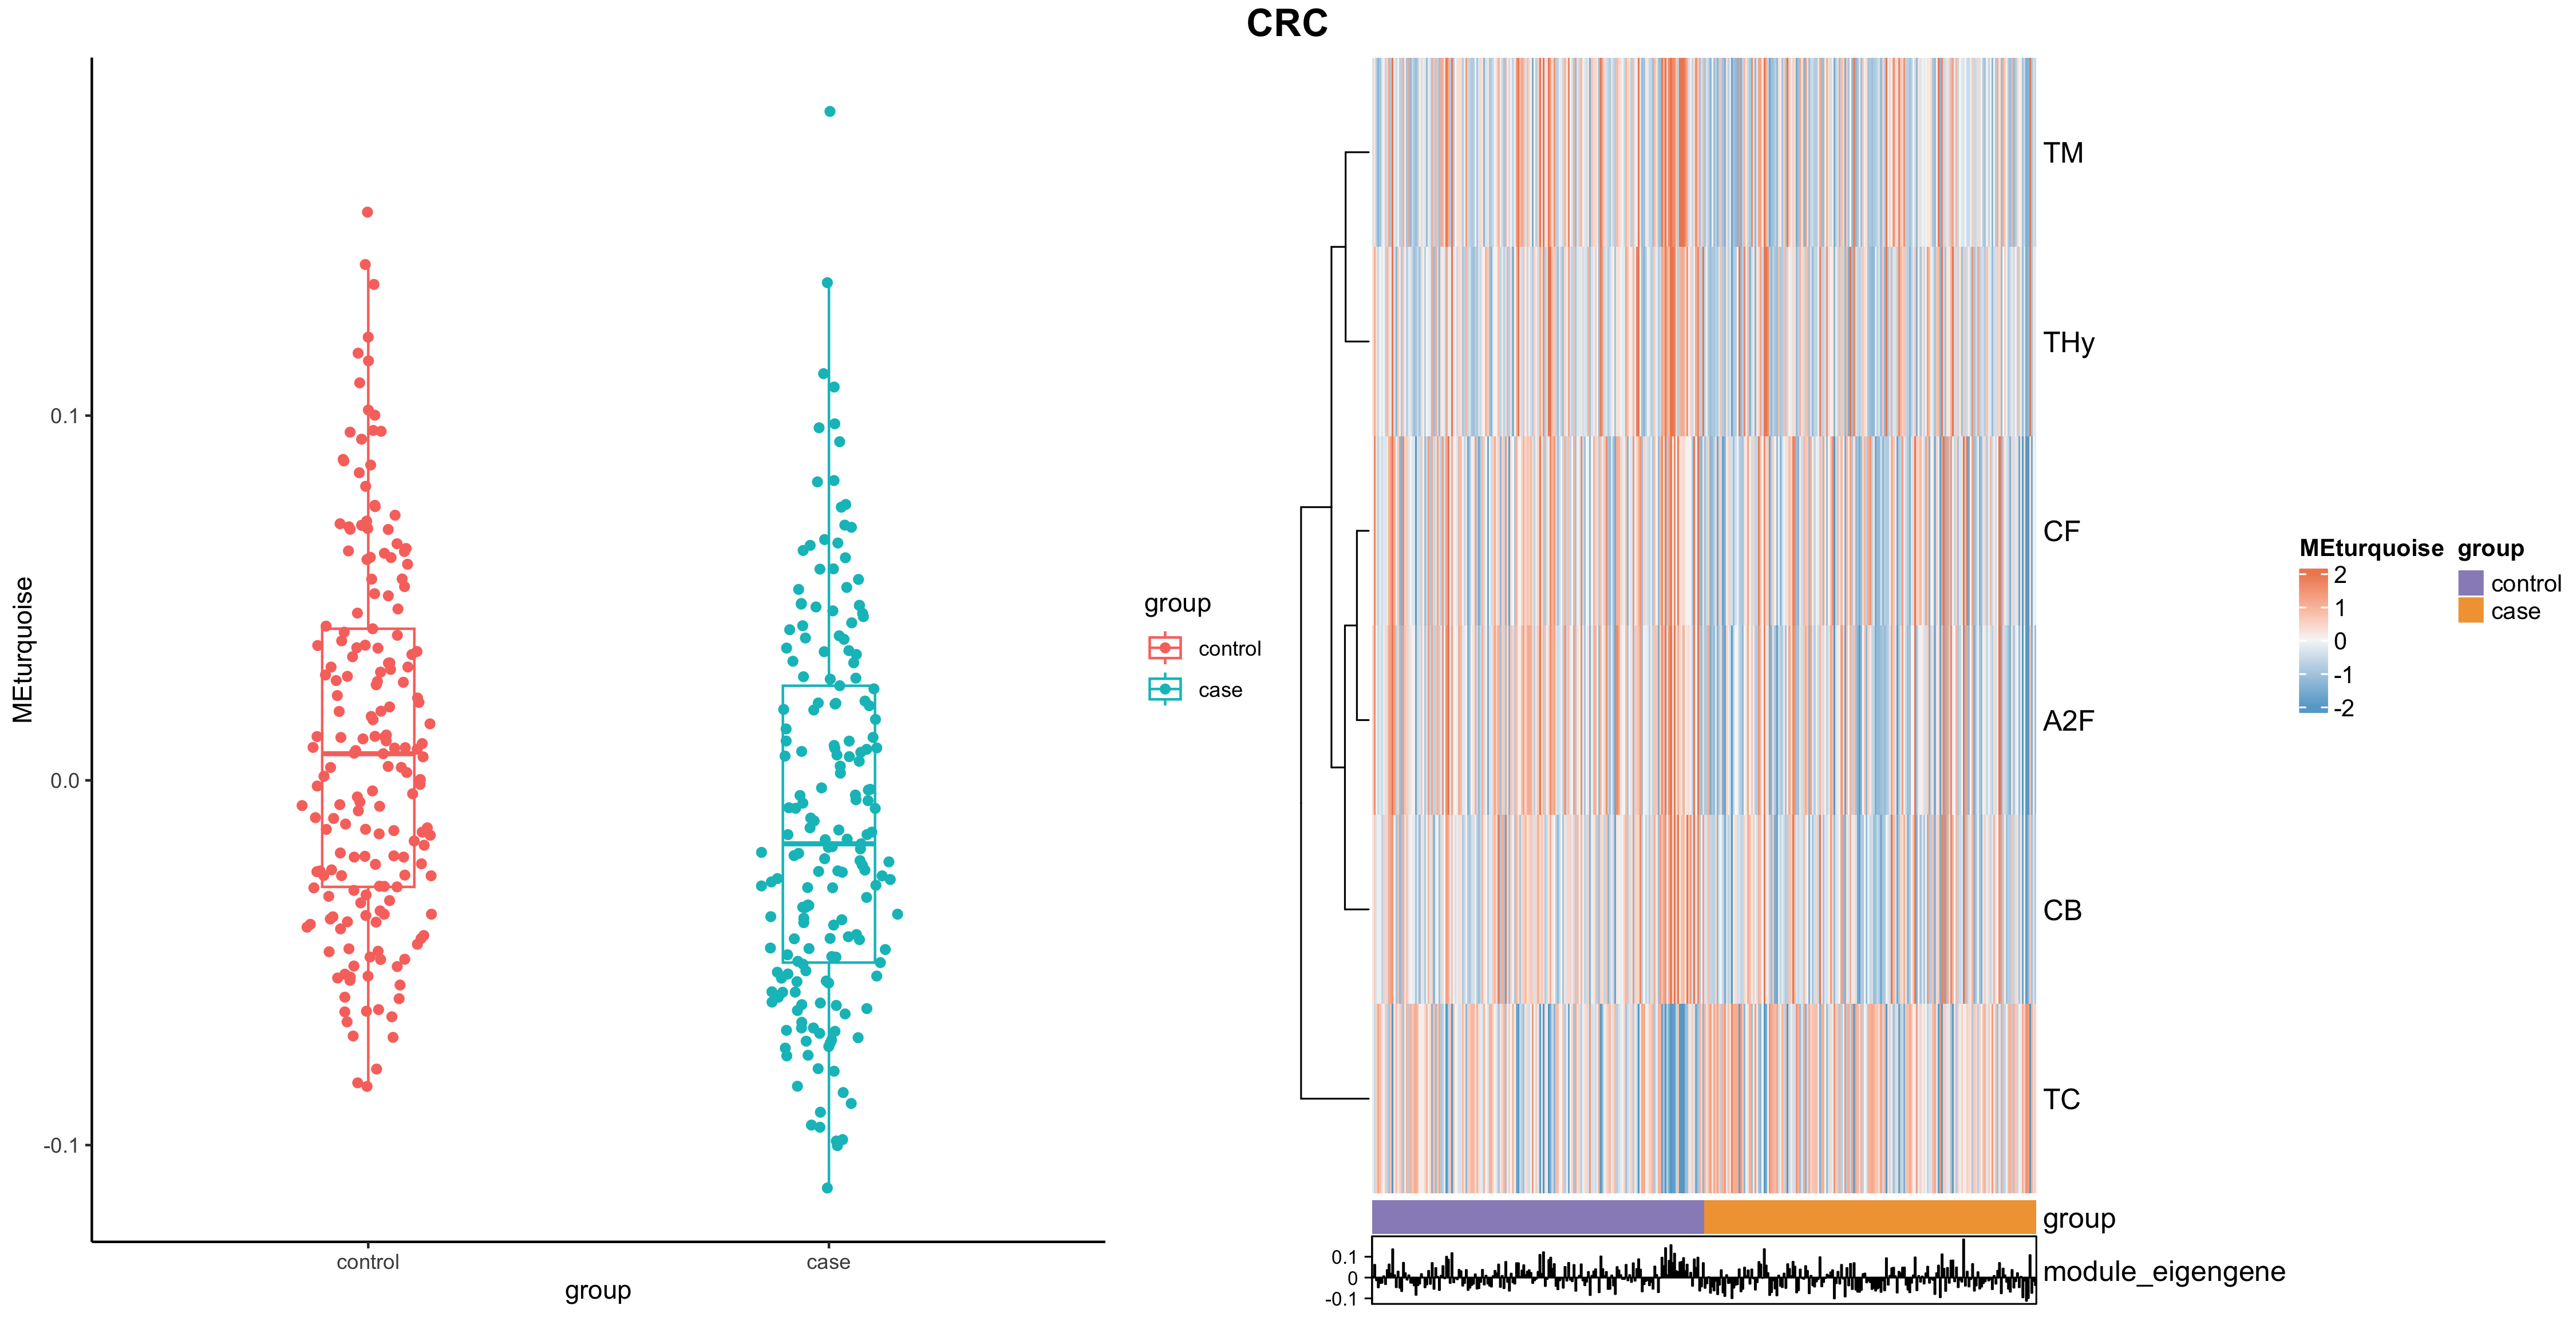 CRC
MEturquoise
0.1
0.0
-0.1
control
case
group
group
control
case
TM
THy
CF
A2F
CB
TC
group
0.1
0
-0.1
module_eigengene
MEturquoise
2
1
0
-1
-2
group
control
case